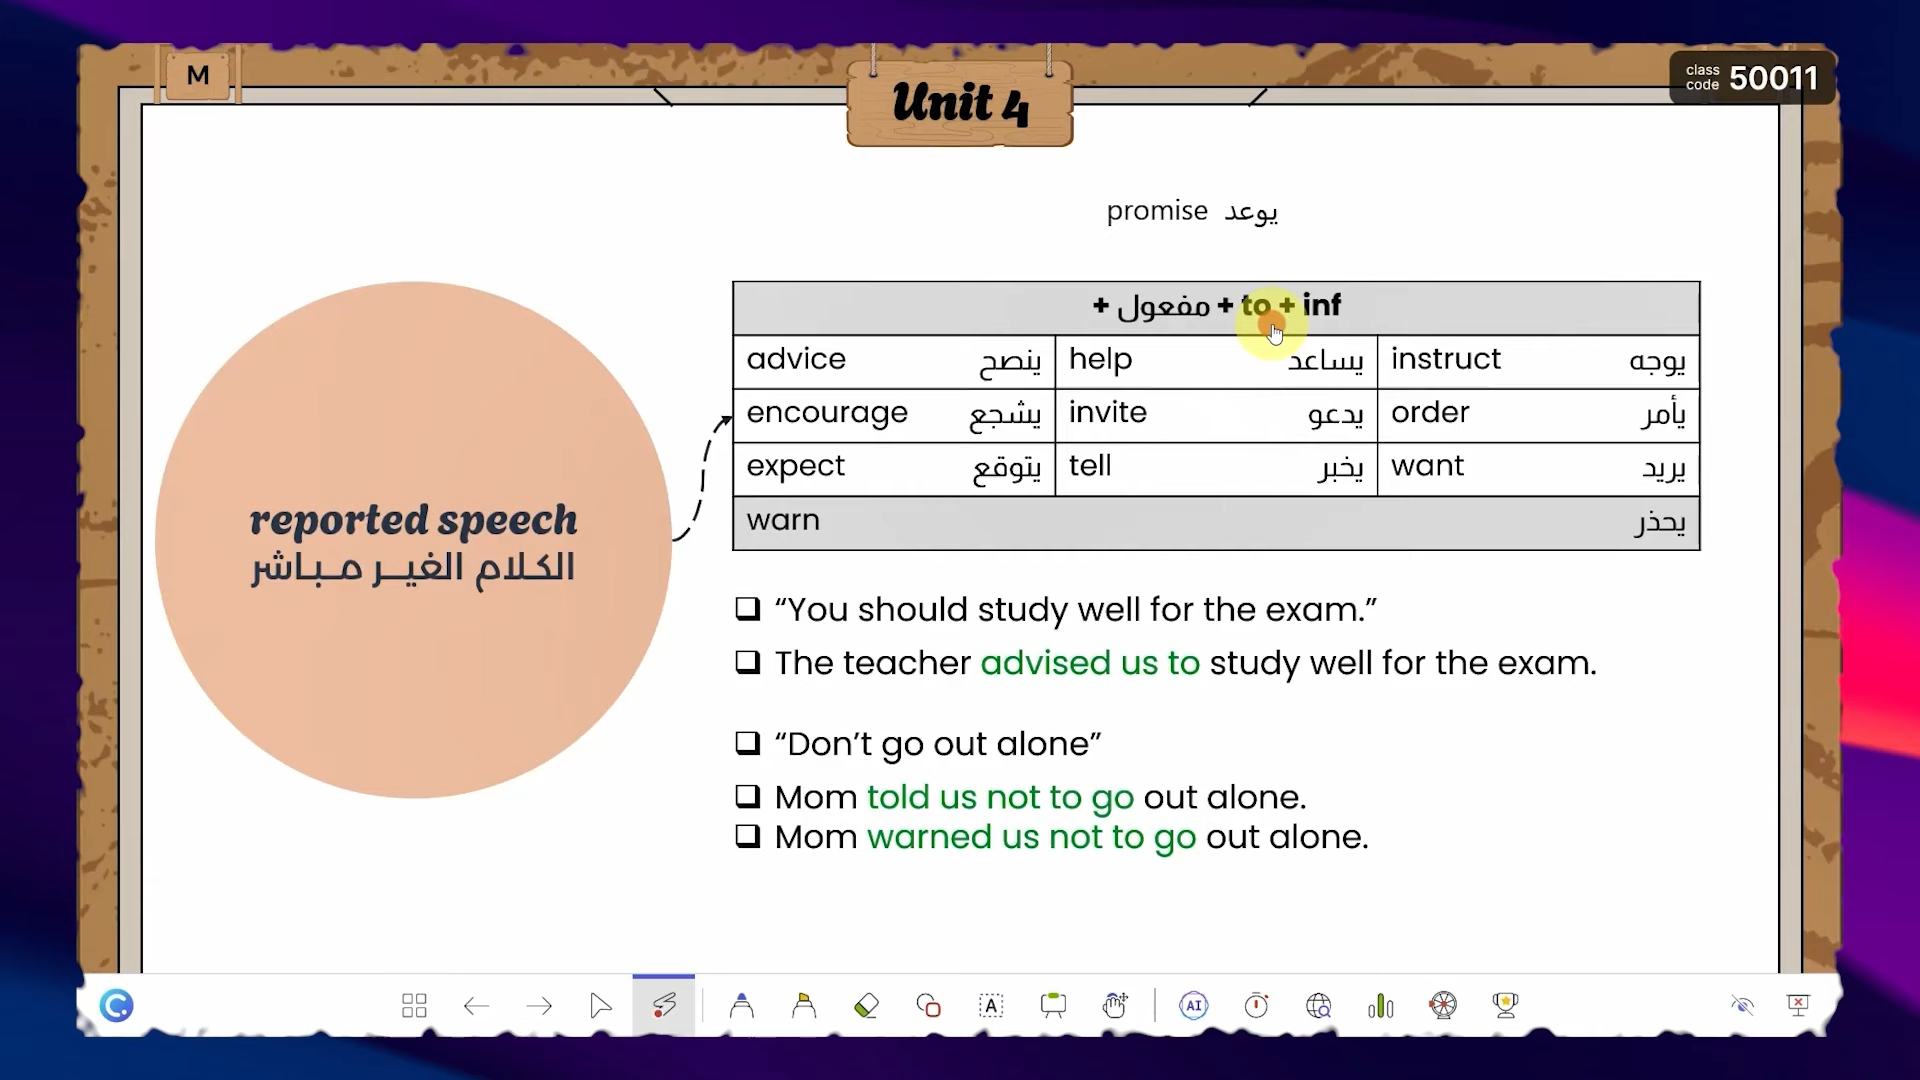 M
Unit 4
class code 50011
promise يوعد
+ مفعول + to + inf
advice ينصح help يساعد instruct يوجه
encourage يشجع invite يدعو order يأمر
expect يتوقع tell يخبر want يريد
warn يحذر
reported speech
الكلام الغير مباشر
“You should study well for the exam.”
The teacher advised us to study well for the exam.
“Don’t go out alone”
Mom told us not to go out alone.
Mom warned us not to go out alone.
A
AI